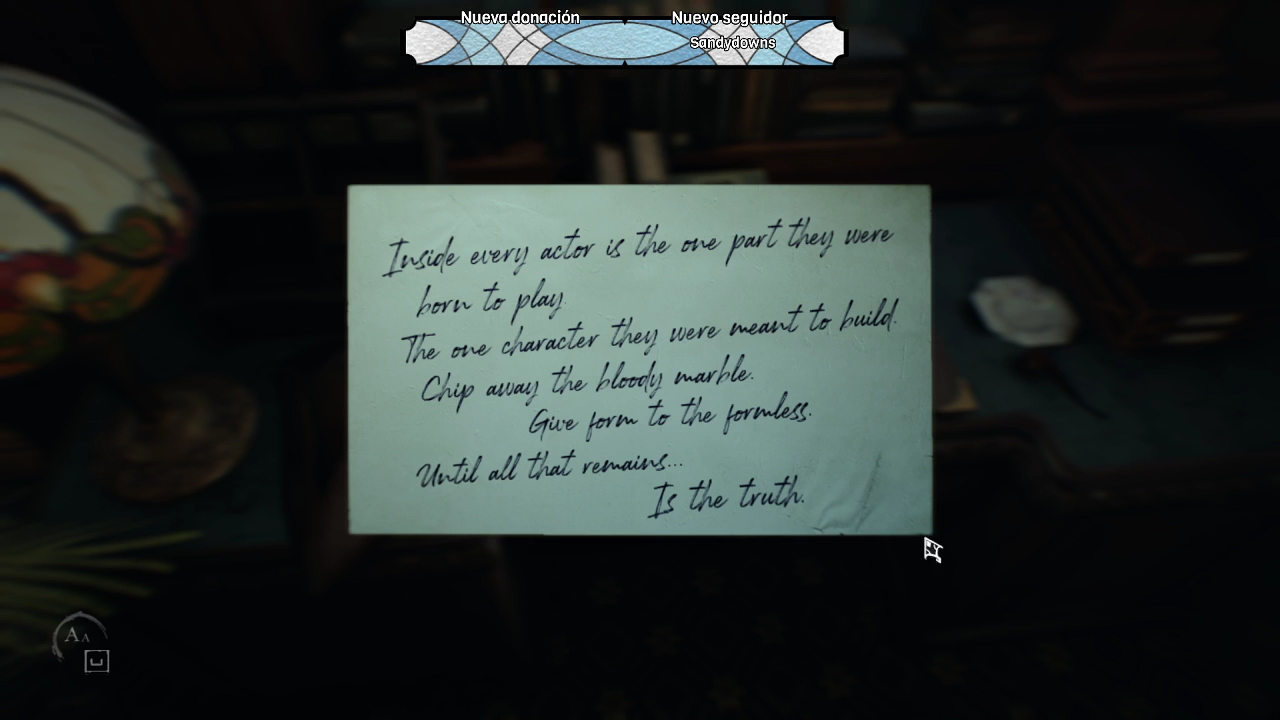 Nueva donación
Nuevo seguidor
Sandydowns
Inside every actor is the one part they were
born to play.
The one character they were meant to build.
Chip away the bloody marble.
Give form to the formless.
Until all that remains...
Is the truth.
AA